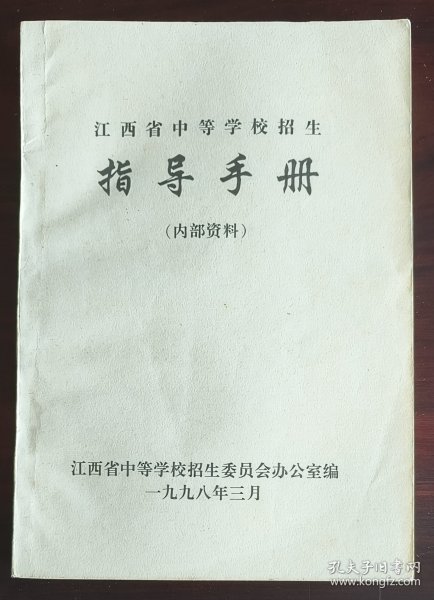 江西省中等学校招生
指导手册
(内部资料)
江西省中等学校招生委员会办公室编
一九九八年三月
孔夫子旧书网
www.kongfz.com